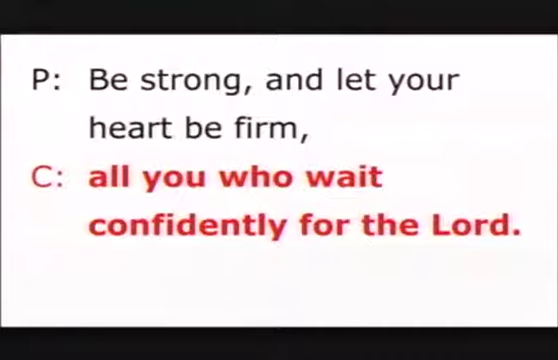 P: Be strong, and let your
heart be firm,
C: all you who wait
confidently for the Lord.